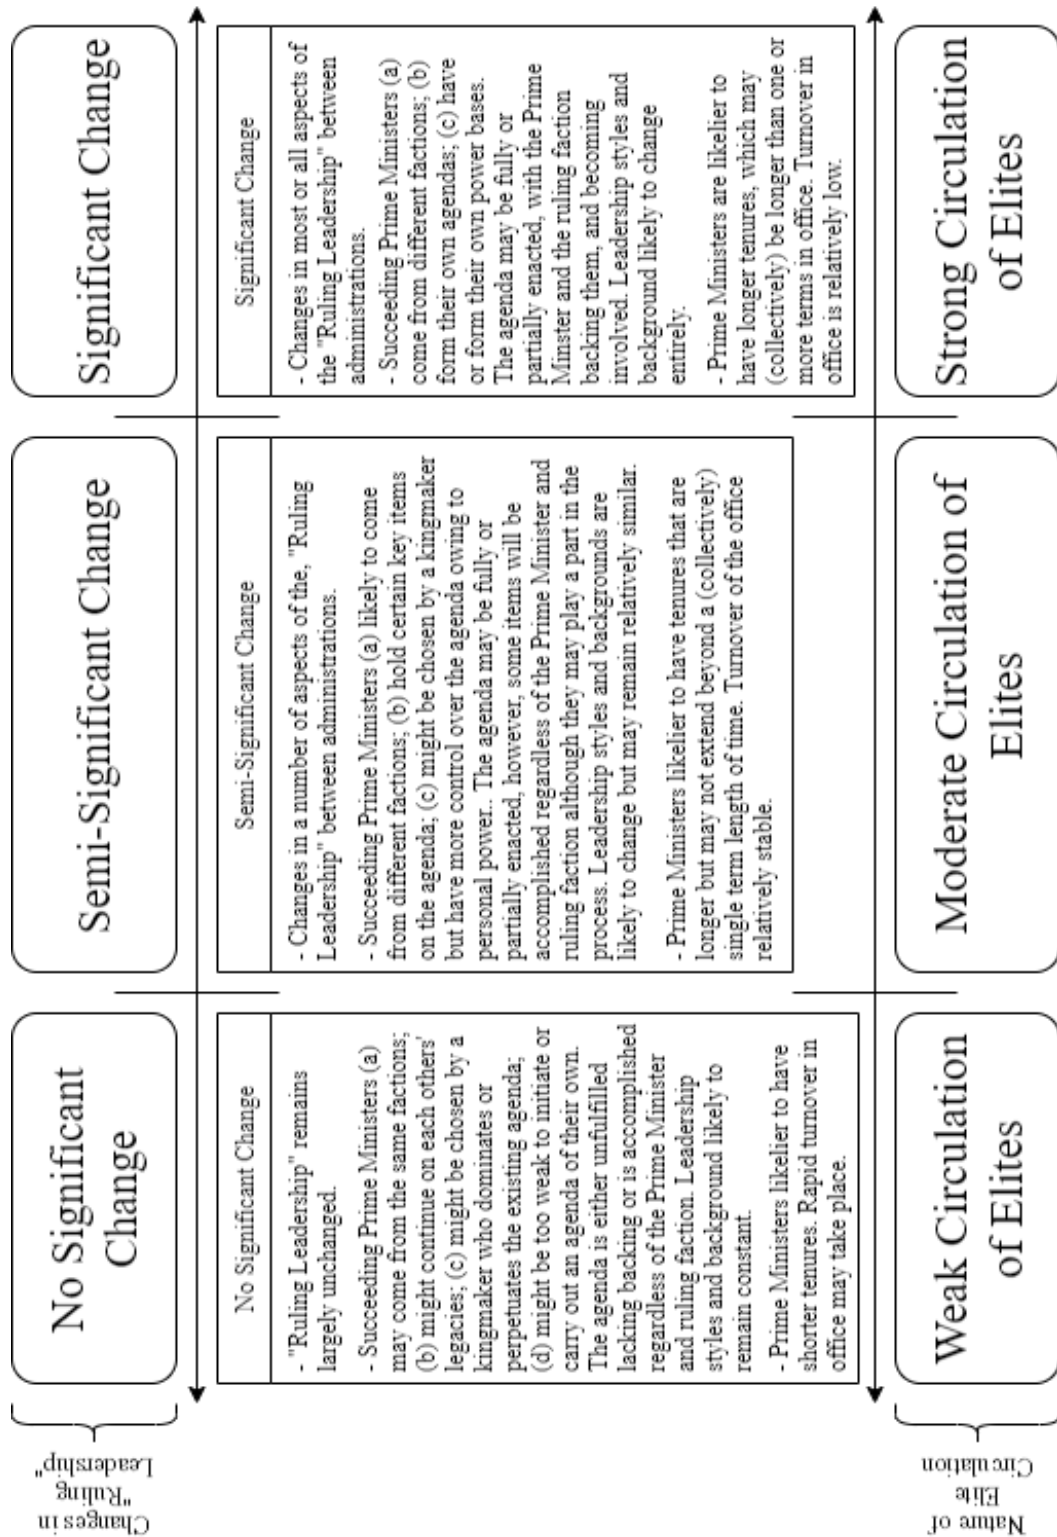 Changes in
"Ruling
Leadership"
No Significant
Change
Semi-Significant Change
Significant Change
No Significant Change
- "Ruling Leadership" remains
largely unchanged.
- Succeeding Prime Ministers (a)
may come from the same factions;
(b) might continue on each others'
legacies; (c) might be chosen by a
kingmaker who dominates or
perpetuates the existing agenda;
(d) might be too weak to initiate or
carry out an agenda of their own.
The agenda is either unfulfilled
lacking backing or is accomplished
regardless of the Prime Minister
and ruling faction. Leadership
styles and background likely to
remain constant.
- Prime Ministers likelier to have
shorter tenures. Rapid turnover in
office may take place.
Semi-Significant Change
- Changes in a number of aspects of the, "Ruling
Leadership" between administrations.
- Succeeding Prime Ministers (a) likely to come
from different factions; (b) hold certain key items
on the agenda; (c) might be chosen by a kingmaker
but have more control over the agenda owing to
personal power.. The agenda may be fully or
partially enacted, however, some items will be
accomplished regardless of the Prime Minister and
ruling faction although they may play a part in the
process. Leadership styles and backgrounds are
likely to change but may remain relatively similar.
- Prime Ministers likelier to have tenures that are
longer but may not extend beyond a (collectively)
single term length of time. Turnover of the office
relatively stable.
Significant Change
- Changes in most or all aspects of
the "Ruling Leadership" between
administrations.
- Succeeding Prime Ministers (a)
come from different factions; (b)
form their own agendas; (c) have
or form their own power bases.
The agenda may be fully or
partially enacted, with the Prime
Minster and the ruling faction
backing them, and becoming
involved. Leadership styles and
background likely to change
entirely.
- Prime Ministers are likelier to
have longer tenures, which may
(collectively) be longer than one or
more terms in office. Turnover in
office is relatively low.
Nature of
Elite
Circulation
Weak Circulation
of Elites
Moderate Circulation of
Elites
Strong Circulation
of Elites